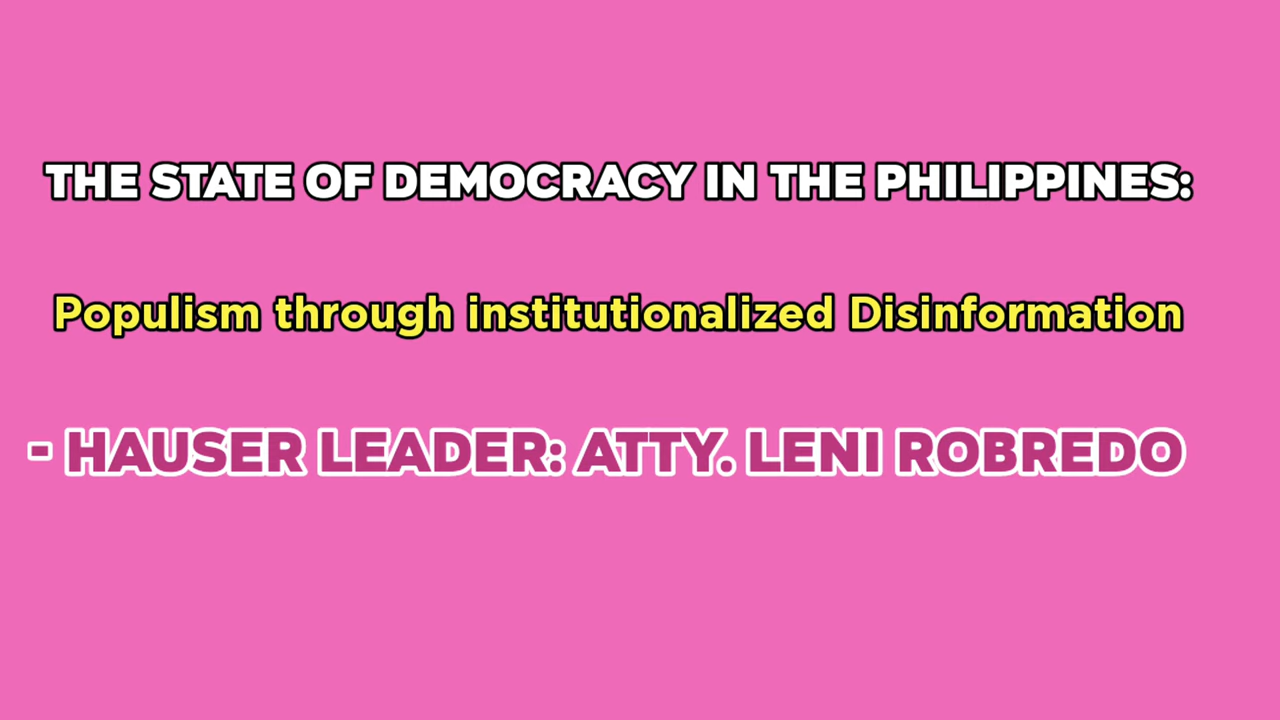 THE STATE OF DEMOCRACY IN THE PHILIPPINES:
Populism through institutionalized Disinformation
- HAUSER LEADER: ATTY. LENI ROBREDO